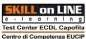 SKILL on LINE
e-learning
Test Center ECDL Capofila
Centro di Competenza EUCIP